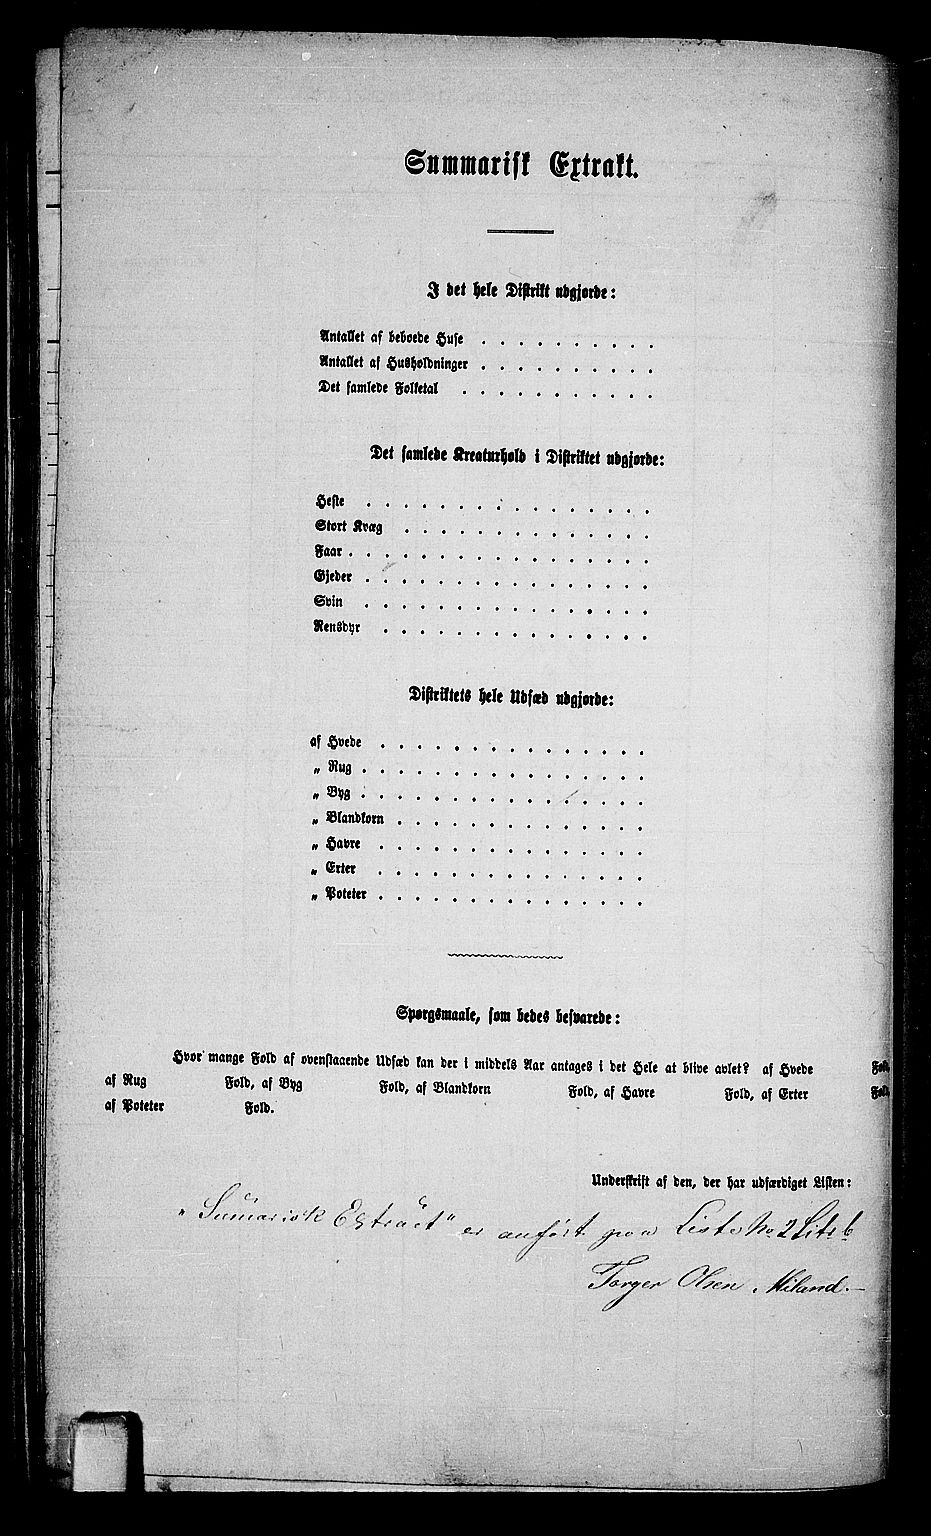 Summarisk Extrakt.
I det hele Distrikt udgjorde:
Antallet af beboede Huse . . . . . . . . . .
Antallet af Husholdninger . . . . . . . . . .
Det samlede Folketal . . . . . . . . . . .
Det samlede Kreaturhold i Distriktet udgjorde:
Heste . . . . . . . . . . . . . . . .
Stort Kvæg . . . . . . . . . . . . . .
Faar . . . . . . . . . . . . . . . . .
Gjeder . . . . . . . . . . . . . . . .
Svin . . . . . . . . . . . . . . . .
Rensdyr . . . . . . . . . . . . . . .
Distriktets hele Udsæd udgjorde:
af Hvede . . . . . . . . . . . . . . .
„ Rug . . . . . . . . . . . . . . . .
„ Byg . . . . . . . . . . . . . . . .
„ Blandkorn . . . . . . . . . . . . . .
„ Havre . . . . . . . . . . . . . . .
„ Erter . . . . . . . . . . . . . . .
„ Poteter . . . . . . . . . . . . . . .
Spørgsmaale, som bedes besvarede:
Hvor mange Fold af ovenstaaende Udsæd kan der i middels Aar antages i det Hele at blive avlet? af Hvede Fold,
af Rug Fold, af Byg Fold, af Blandkorn Fold, af Havre Fold, af Erter Fold,
af Poteter Fold.
Underskrift af den, der har udfærdiget Listen:
„Sumarisk Extract" er anført paa Liste No 2 Litr b
Torger Olsen Miland.